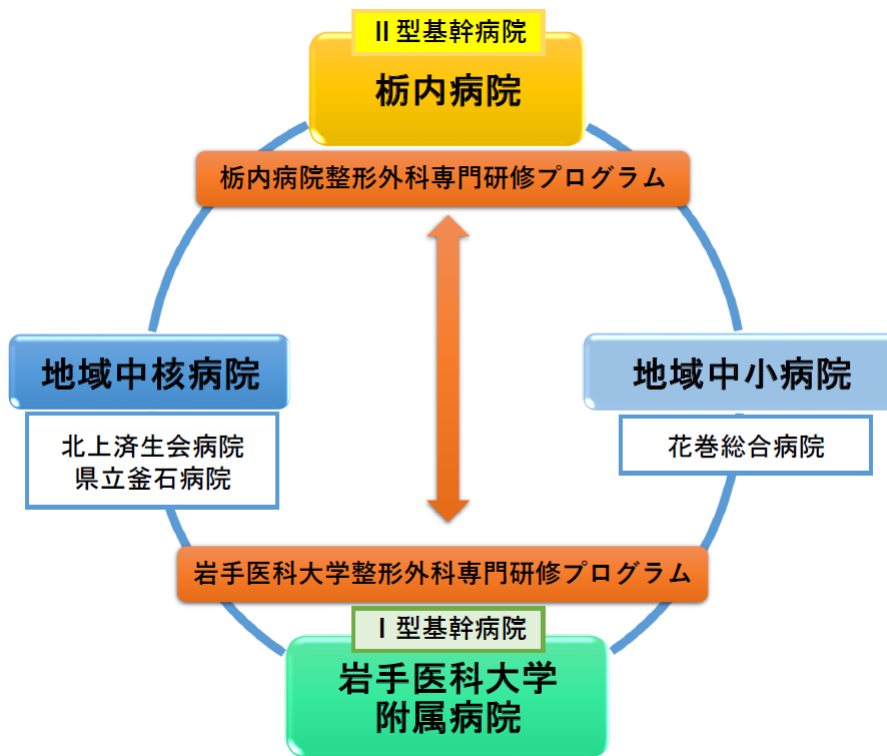 Ⅱ型基幹病院
栃内病院
栃内病院整形外科専門研修プログラム
地域中核病院
北上済生会病院
県立釜石病院
地域中小病院
花巻総合病院
岩手医科大学整形外科専門研修プログラム
Ⅰ型基幹病院
岩手医科大学
附属病院